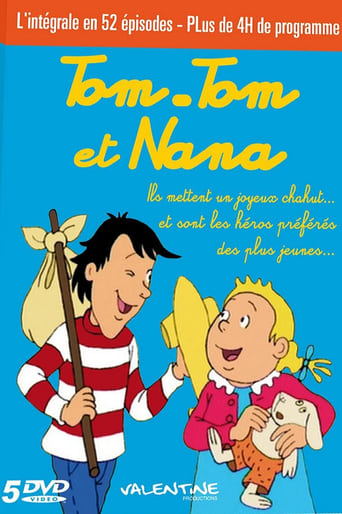 L'intégrale en 52 épisodes - PLus de 4H de programme
Tom-Tom
et Nana
Ils mettent un joyeux chahut...
et sont les héros préférés
des plus jeunes...
5 DVD
VIDEO
VALENTINE
PRODUCTIONS